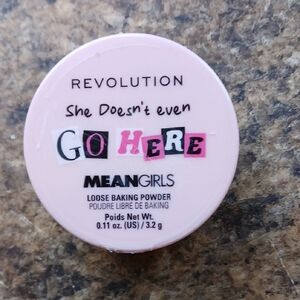 REVOLUTION
She Doesn't even
GO HERE
MEANGIRLS
LOOSE BAKING POWDER
POUDRE LIBRE DE BAKING
Poids Net Wt.
0.11 oz. (US) / 3.2 g